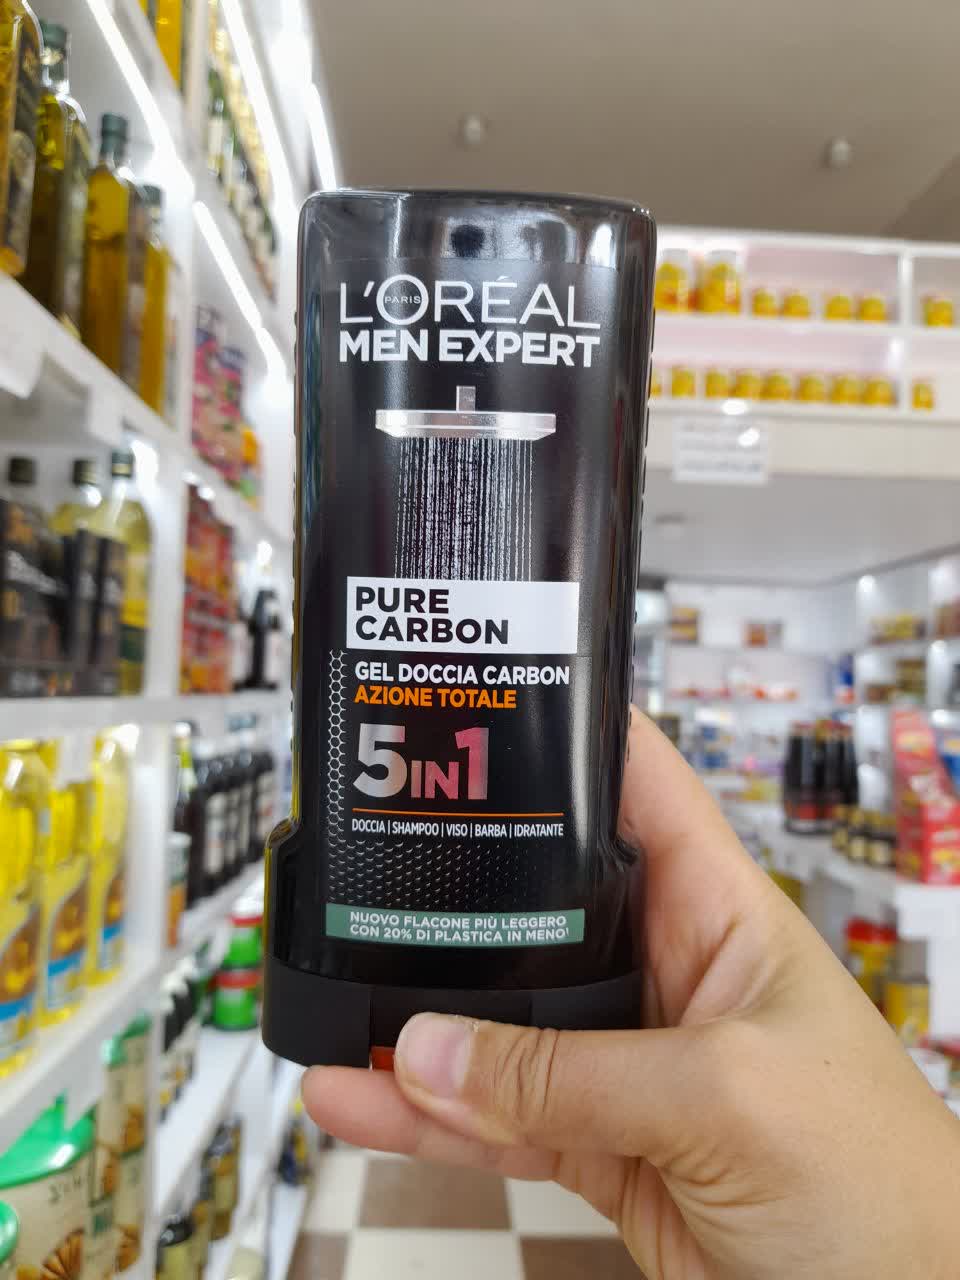 L'ORÉAL
PARIS
MEN EXPERT
PURE
CARBON
GEL DOCCIA CARBON
AZIONE TOTALE
5IN1
DOCCIA | SHAMPOO | VISO | BARBA | IDRATANTE
NUOVO FLACONE PIÙ LEGGERO
CON 20% DI PLASTICA IN MENO¹